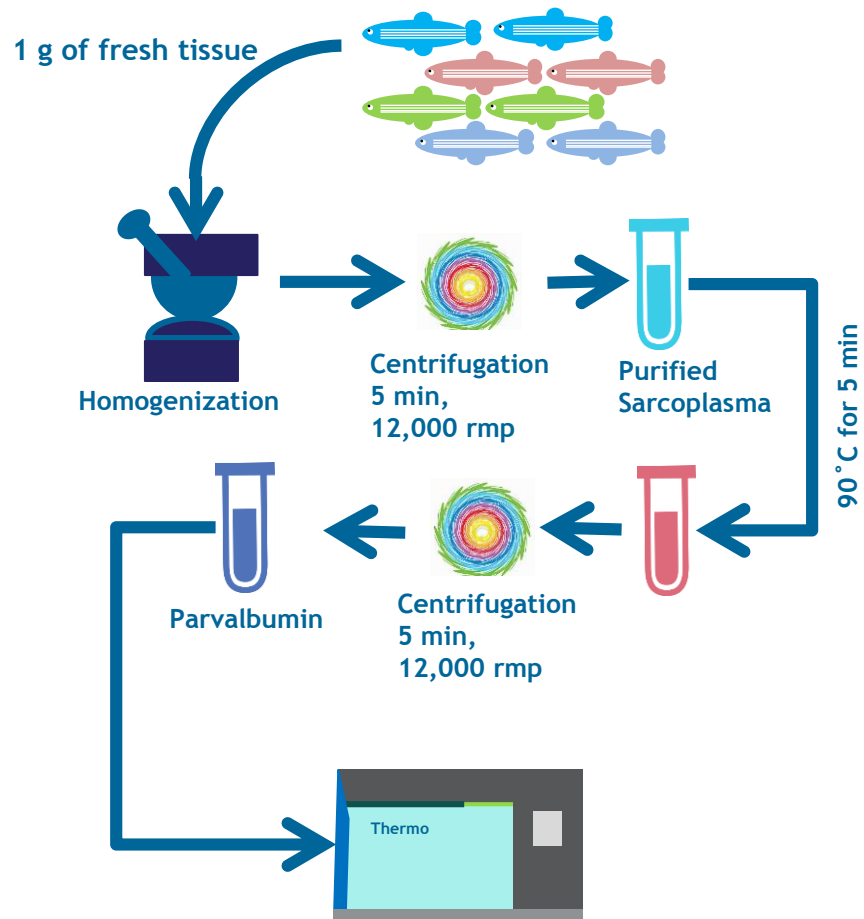 1 g of fresh tissue
Homogenization
Centrifugation
5 min,
12,000 rmp
Purified
Sarcoplasma
90°C for 5 min
Centrifugation
5 min,
12,000 rmp
Parvalbumin
Thermo